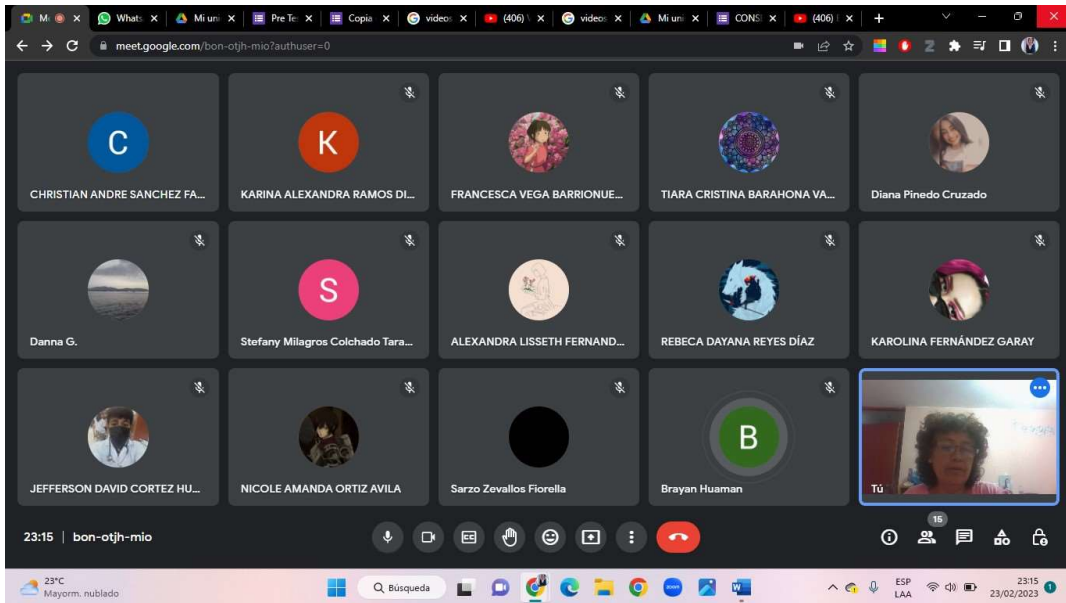 Whats
Mi uni
Pre Te
Copia
videos
(406)
videos
Mi uni
CONS
(406)
meet.google.com/bon-otjh-mio?authuser=0
C
CHRISTIAN ANDRE SANCHEZ FA...
K
KARINA ALEXANDRA RAMOS DI...
FRANCESCA VEGA BARRIONUE...
TIARA CRISTINA BARAHONA VA...
Diana Pinedo Cruzado
Danna G.
S
Stefany Milagros Colchado Tara...
ALEXANDRA LISSETH FERNAND...
REBECA DAYANA REYES DÍAZ
KAROLINA FERNÁNDEZ GARAY
JEFFERSON DAVID CORTEZ HU...
NICOLE AMANDA ORTIZ AVILA
Sarzo Zevallos Fiorella
B
Brayan Huaman
Tú
23:15 | bon-otjh-mio
15
23°C
Mayorm. nublado
Búsqueda
zoom
ESP
LAA
23:15
23/02/2023
1